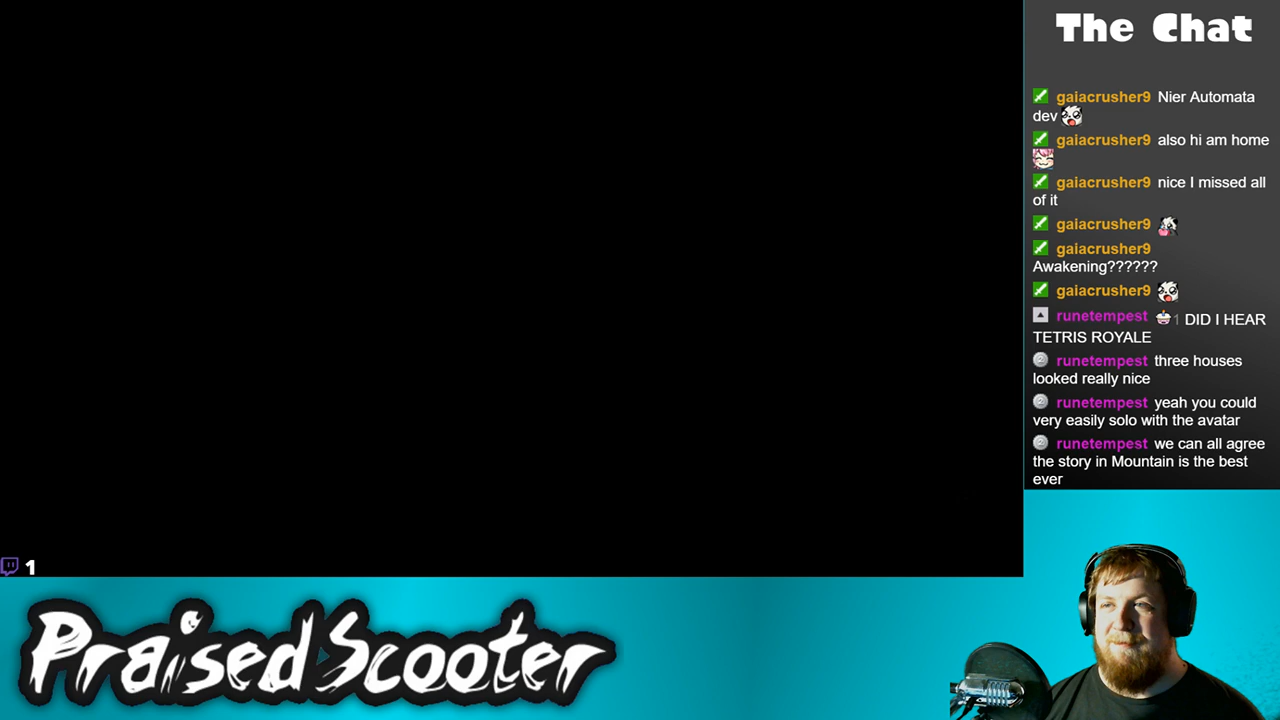 The Chat
gaiacrusher9 Nier Automata
dev
gaiacrusher9 also hi am home
gaiacrusher9 nice I missed all
of it
gaiacrusher9
gaiacrusher9
Awakening??????
gaiacrusher9
runetempest 1 DID I HEAR
TETRIS ROYALE
runetempest three houses
looked really nice
runetempest yeah you could
very easily solo with the avatar
runetempest we can all agree
the story in Mountain is the best
ever
1
PraisedScooter